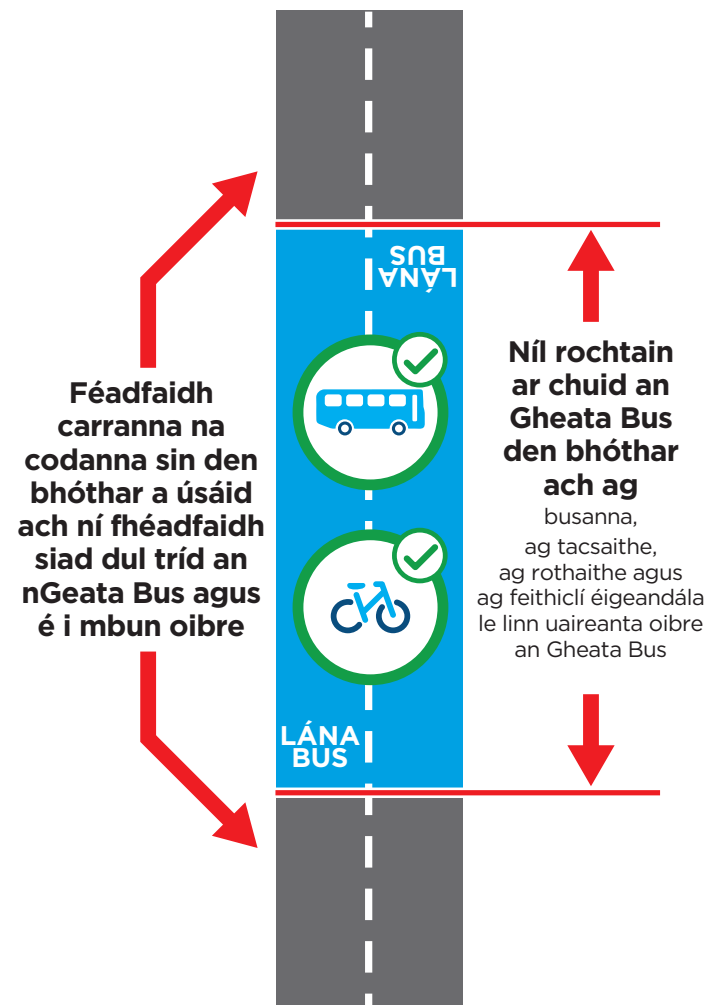 LÁNA
BUS
Féadfaidh
carranna na
codanna sin den
bhóthar a úsáid
ach ní fhéadfaidh
siad dul tríd an
nGeata Bus agus
é i mbun oibre
Níl rochtain
ar chuid an
Gheata Bus
den bhóthar
ach ag
busanna,
ag tacsaithe,
ag rothaithe agus
ag feithiclí éigeandála
le linn uaireanta oibre
an Gheata Bus
LÁNA
BUS